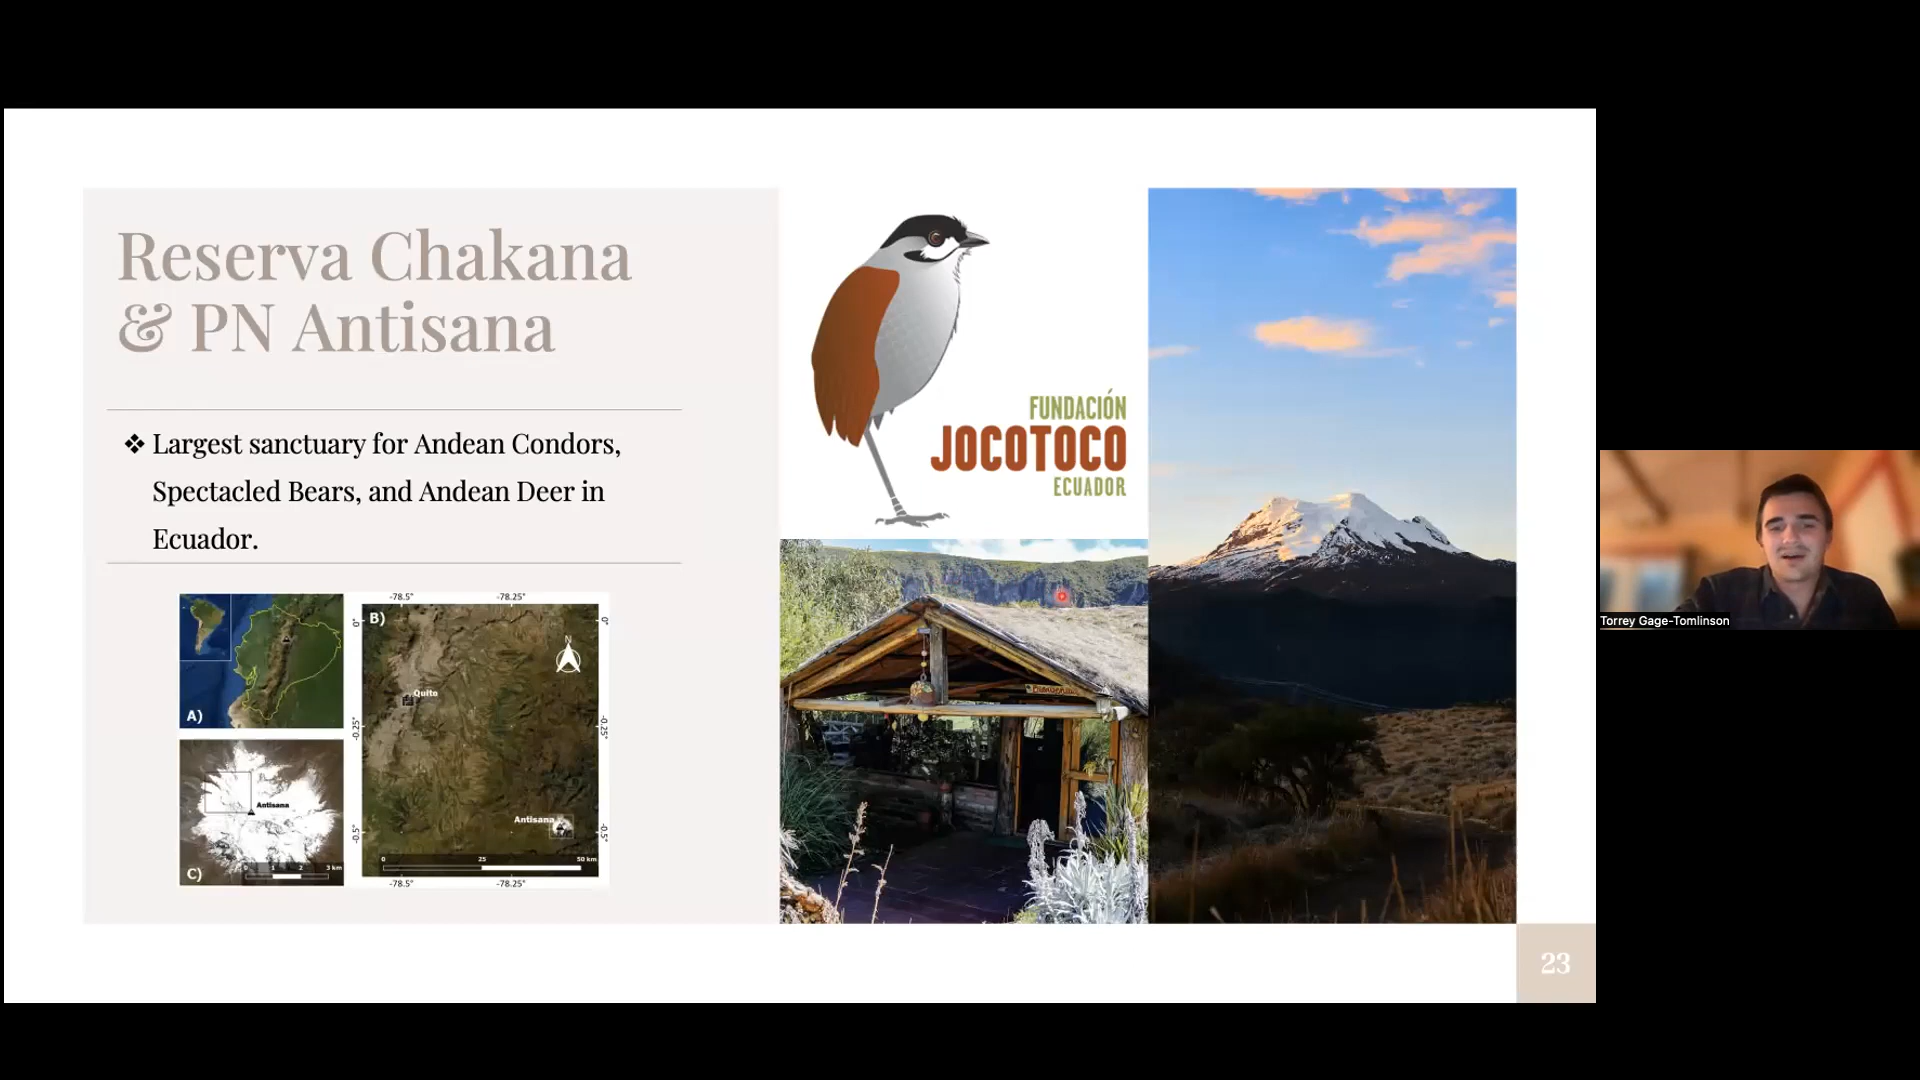 Reserva Chakana
& PN Antisana
❖ Largest sanctuary for Andean Condors,
Spectacled Bears, and Andean Deer in
Ecuador.
A)
C)
Antisana
1 2 3 km
B)
-78.5° -78.25°
0° 0°
N
Quito
-0.25° -0.25°
Antisana
-0.5° -0.5°
0 25 50 km
-78.5° -78.25°
FUNDACIÓN
JOCOTOCO
ECUADOR
23
Torrey Gage-Tomlinson